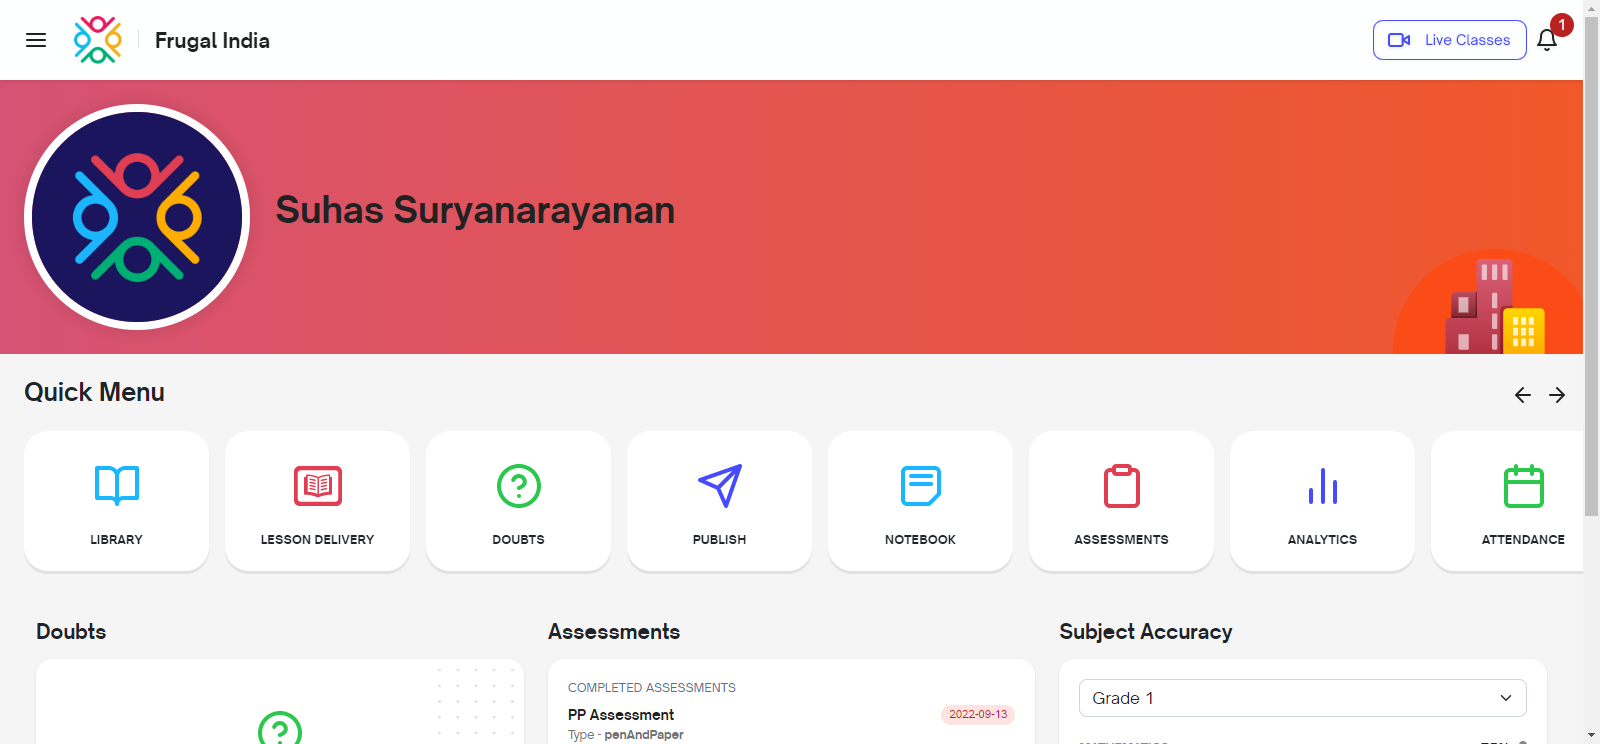 Frugal India
Live Classes
1
Suhas Suryanarayanan
Quick Menu
LIBRARY
LESSON DELIVERY
DOUBTS
PUBLISH
NOTEBOOK
ASSESSMENTS
ANALYTICS
ATTENDANCE
Doubts
Assessments
COMPLETED ASSESSMENTS
PP Assessment
2022-09-13
Type - penAndPaper
Subject Accuracy
Grade 1